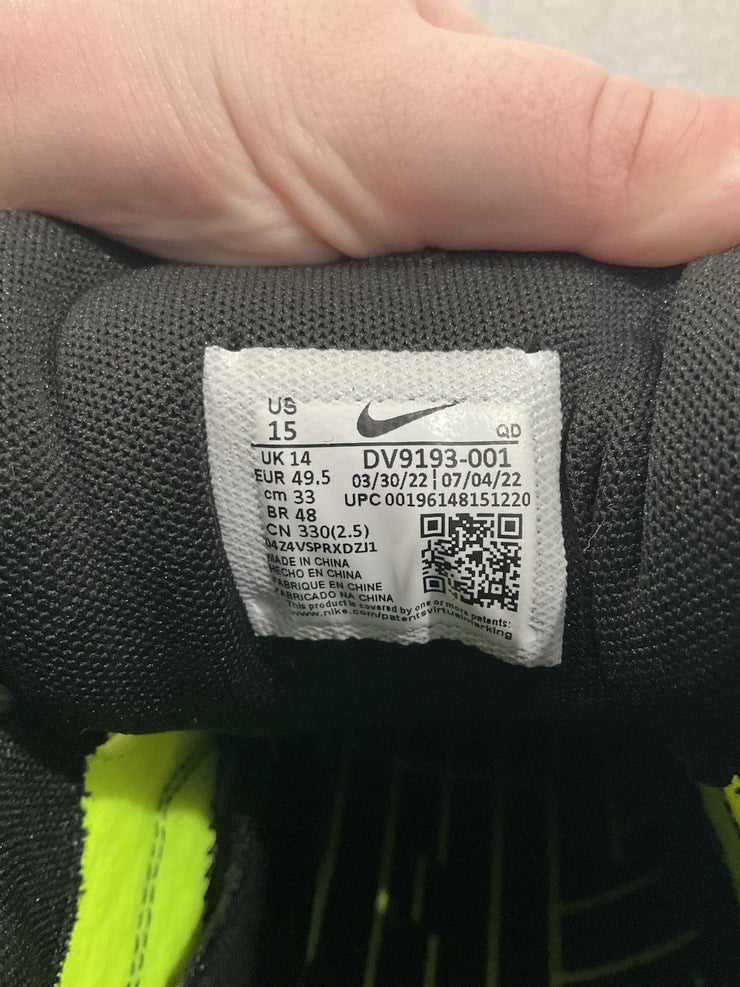 US
15
QD
UK 14
DV9193-001
EUR 49.5
03/30/22 | 07/04/22
cm 33
UPC 00196148151220
BR 48
CN 330(2.5)
04Z4VSPRXDZJ1
MADE IN CHINA
HECHO EN CHINA
FABRIQUE EN CHINE
FABRICADO NA CHINA
This product is covered by one or more patents:
www.nike.com/patentsvirtualmarking